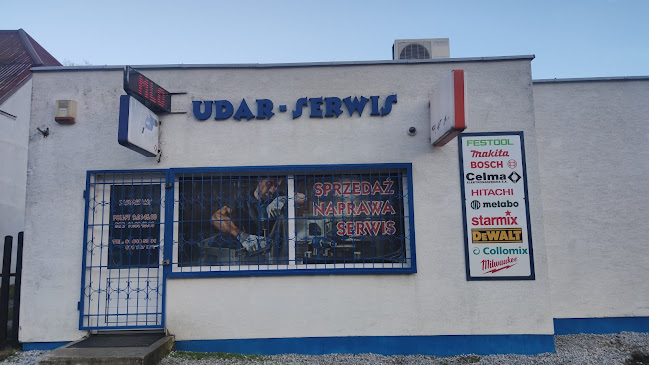 UDAR-SERWIS
SPRZEDAŻ
NAPRAWA
SERWIS
FESTOOL
makita
BOSCH
Celma
HITACHI
metabo
starmix
DEWALT
Collomix
Milwaukee